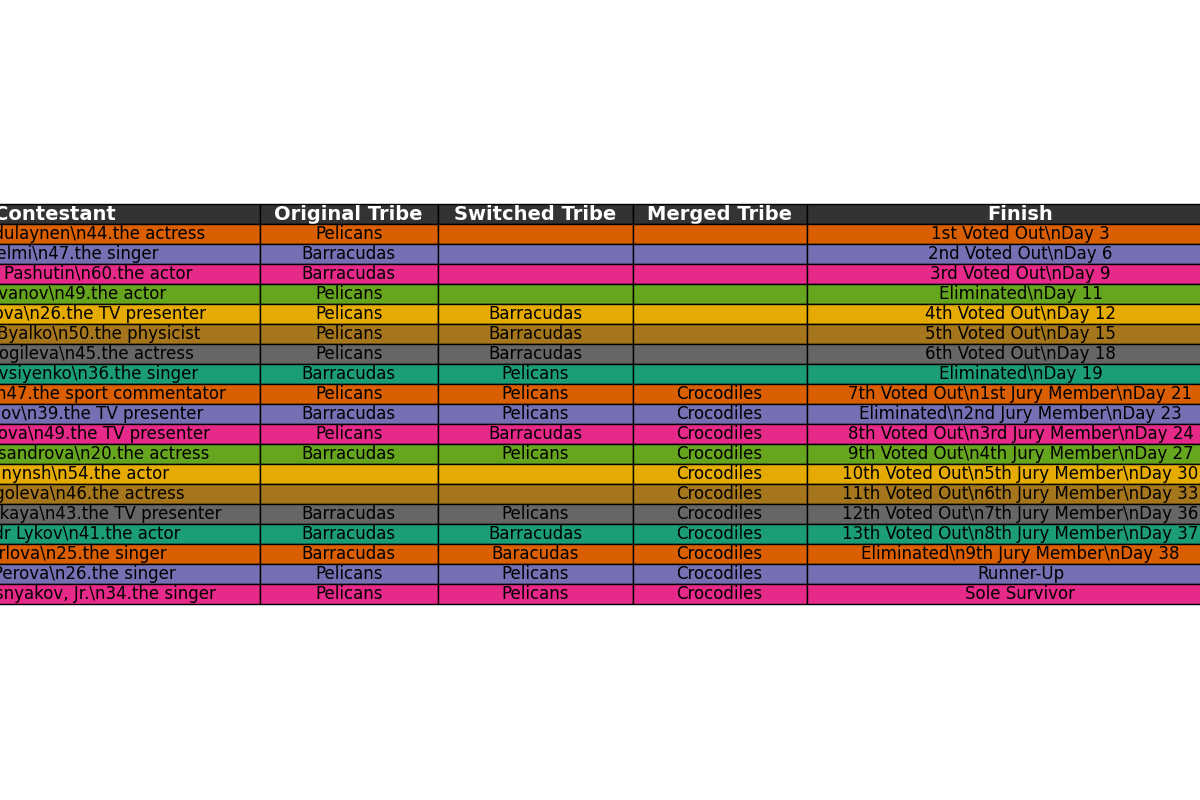 Contestant Original Tribe Switched Tribe Merged Tribe Finish
dulaynen\n44.the actress Pelicans 1st Voted Out\nDay 3
elmi\n47.the singer Barracudas 2nd Voted Out\nDay 6
Pashutin\n60.the actor Barracudas 3rd Voted Out\nDay 9
vanov\n49.the actor Pelicans Eliminated\nDay 11
ova\n26.the TV presenter Pelicans Barracudas 4th Voted Out\nDay 12
Byalko\n50.the physicist Pelicans Barracudas 5th Voted Out\nDay 15
ogileva\n45.the actress Pelicans Barracudas 6th Voted Out\nDay 18
vsiyenko\n36.the singer Barracudas Pelicans Eliminated\nDay 19
n47.the sport commentator Pelicans Pelicans Crocodiles 7th Voted Out\n1st Jury Member\nDay 21
ov\n39.the TV presenter Barracudas Pelicans Crocodiles Eliminated\n2nd Jury Member\nDay 23
ova\n49.the TV presenter Pelicans Barracudas Crocodiles 8th Voted Out\n3rd Jury Member\nDay 24
sandrova\n20.the actress Barracudas Pelicans Crocodiles 9th Voted Out\n4th Jury Member\nDay 27
nynsh\n54.the actor Crocodiles 10th Voted Out\n5th Jury Member\nDay 30
goleva\n46.the actress Crocodiles 11th Voted Out\n6th Jury Member\nDay 33
kaya\n43.the TV presenter Barracudas Pelicans Crocodiles 12th Voted Out\n7th Jury Member\nDay 36
dr Lykov\n41.the actor Barracudas Barracudas Crocodiles 13th Voted Out\n8th Jury Member\nDay 37
rlova\n25.the singer Barracudas Baracudas Crocodiles Eliminated\n9th Jury Member\nDay 38
Perova\n26.the singer Pelicans Pelicans Crocodiles Runner-Up
snyakov, Jr.\n34.the singer Pelicans Pelicans Crocodiles Sole Survivor